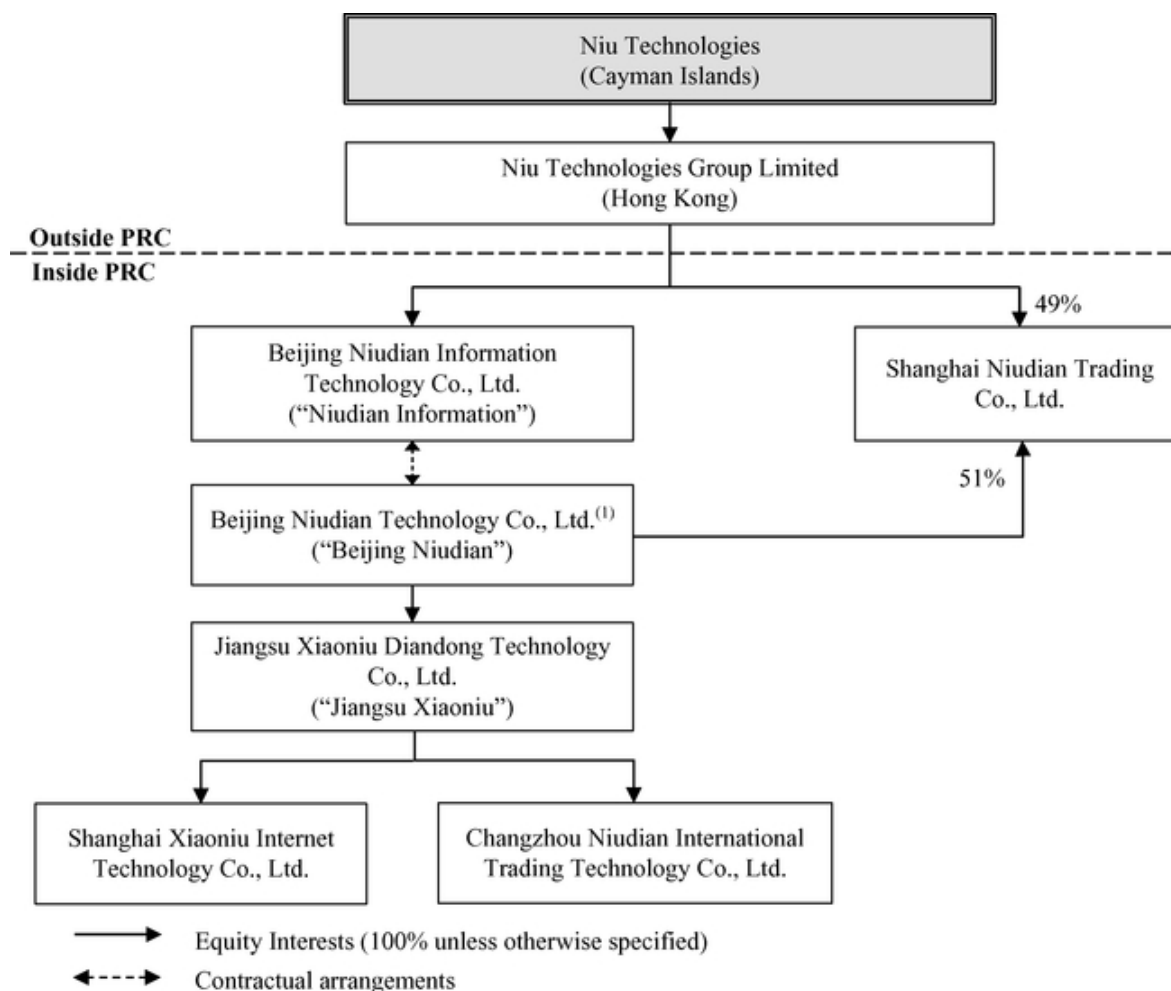 Niu Technologies
(Cayman Islands)
Niu Technologies Group Limited
(Hong Kong)
Outside PRC
Inside PRC
49%
Beijing Niudian Information
Technology Co., Ltd.
(“Niudian Information”)
Shanghai Niudian Trading
Co., Ltd.
51%
Beijing Niudian Technology Co., Ltd.(1)
(“Beijing Niudian”)
Jiangsu Xiaoniu Diandong Technology
Co., Ltd.
(“Jiangsu Xiaoniu”)
Shanghai Xiaoniu Internet
Technology Co., Ltd.
Changzhou Niudian International
Trading Technology Co., Ltd.
Equity Interests (100% unless otherwise specified)
Contractual arrangements